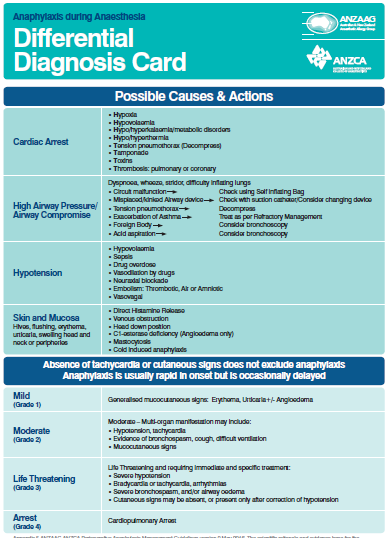 Anaphylaxis during Anaesthesia
Differential
Diagnosis Card
ANZAAG
Australian & New Zealand
Anaesthetic Allergy Group
ANZCA
Possible Causes & Actions
Cardiac Arrest
• Hypoxia
• Hypovolaemia
• Hypo/hyperkalaemia/metabolic disorders
• Hypo/hyperthermia
• Tension pneumothorax (Decompress)
• Tamponade
• Toxins
• Thrombosis: pulmonary or coronary
High Airway Pressure/
Airway Compromise
Dyspnoea, wheeze, stridor, difficulty inflating lungs
• Circuit malfunction→ Check using Self Inflating Bag
• Misplaced/kinked Airway device→ Check with suction catheter/Consider changing device
• Tension pneumothorax→ Decompress
• Exacerbation of Asthma→ Treat as per Refractory Management
• Foreign Body→ Consider bronchoscopy
• Acid aspiration→ Consider bronchoscopy
Hypotension
• Hypovolaemia
• Sepsis
• Drug overdose
• Vasodilation by drugs
• Neuraxial blockade
• Embolism: Thrombotic, Air or Amniotic
• Vasovagal
Skin and Mucosa
Hives, flushing, erythema,
urticaria, swelling head and
neck or peripheries
• Direct Histamine Release
• Venous obstruction
• Head down position
• C1-esterase deficiency (Angioedema only)
• Mastocytosis
• Cold induced anaphylaxis
Absence of tachycardia or cutaneous signs does not exclude anaphylaxis
Anaphylaxis is usually rapid in onset but is occasionally delayed
Mild
(Grade 1)
Generalised mucocutaneous signs: Erythema, Urticaria+/- Angioedema
Moderate
(Grade 2)
Moderate – Multi-organ manifestation may include:
• Hypotension, tachycardia
• Evidence of bronchospasm, cough, difficult ventilation
• Mucocutaneous signs
Life Threatening
(Grade 3)
Life Threatening and requiring immediate and specific treatment:
• Severe hypotension
• Bradycardia or tachycardia, arrhythmias
• Severe bronchospasm, and/or airway oedema
• Cutaneous signs may be absent, or present only after correction of hypotension
Arrest
(Grade 4)
Cardiopulmonary Arrest